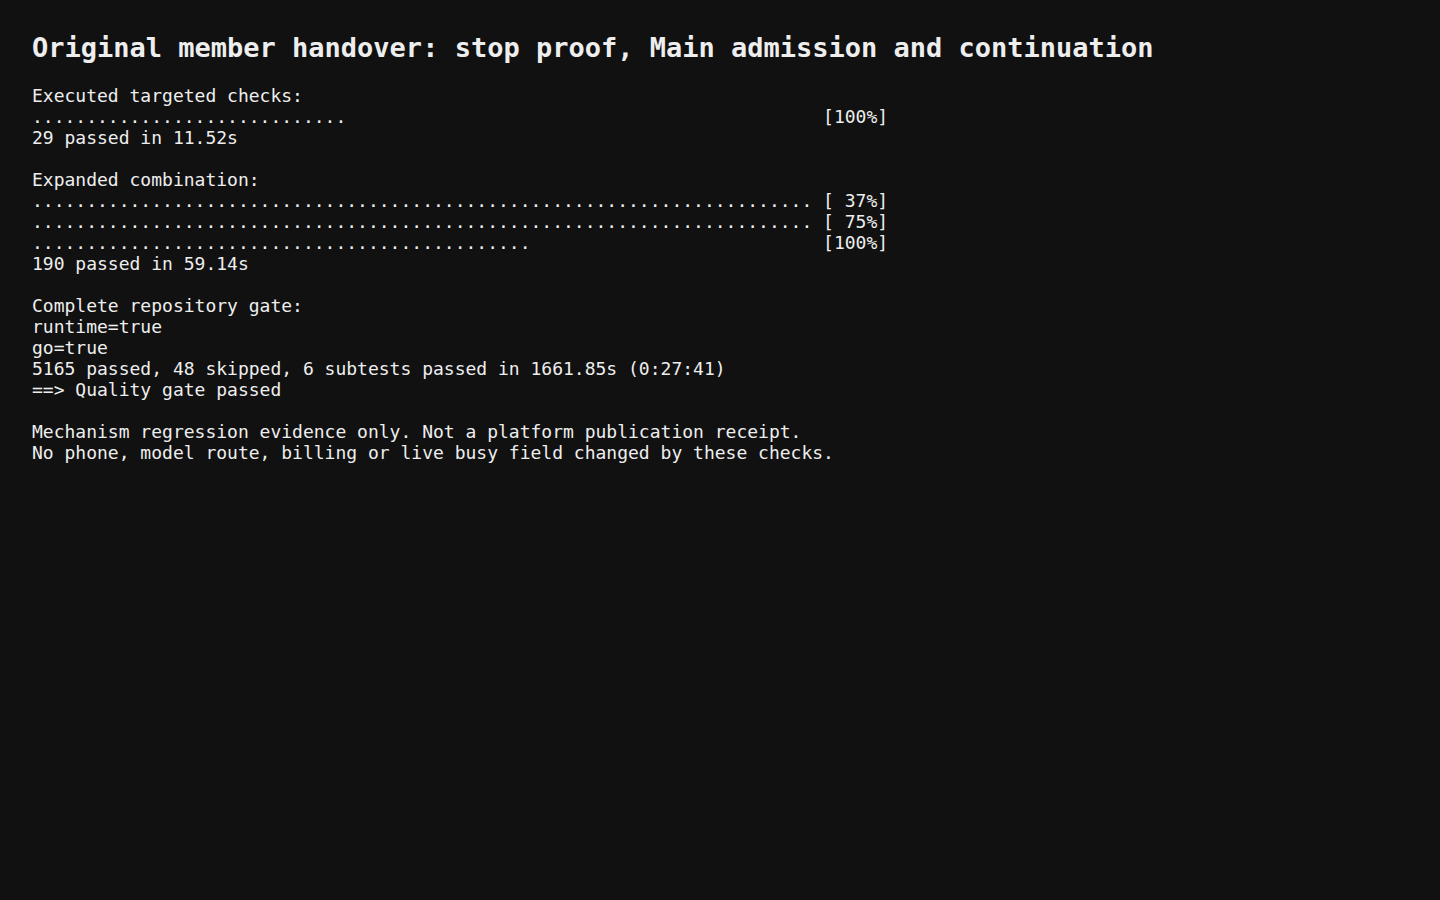 Original member handover: stop proof, Main admission and continuation
Executed targeted checks:
............................. [100%]
29 passed in 11.52s
Expanded combination:
........................................................................ [ 37%]
........................................................................ [ 75%]
.............................................. [100%]
190 passed in 59.14s
Complete repository gate:
runtime=true
go=true
5165 passed, 48 skipped, 6 subtests passed in 1661.85s (0:27:41)
==> Quality gate passed
Mechanism regression evidence only. Not a platform publication receipt.
No phone, model route, billing or live busy field changed by these checks.